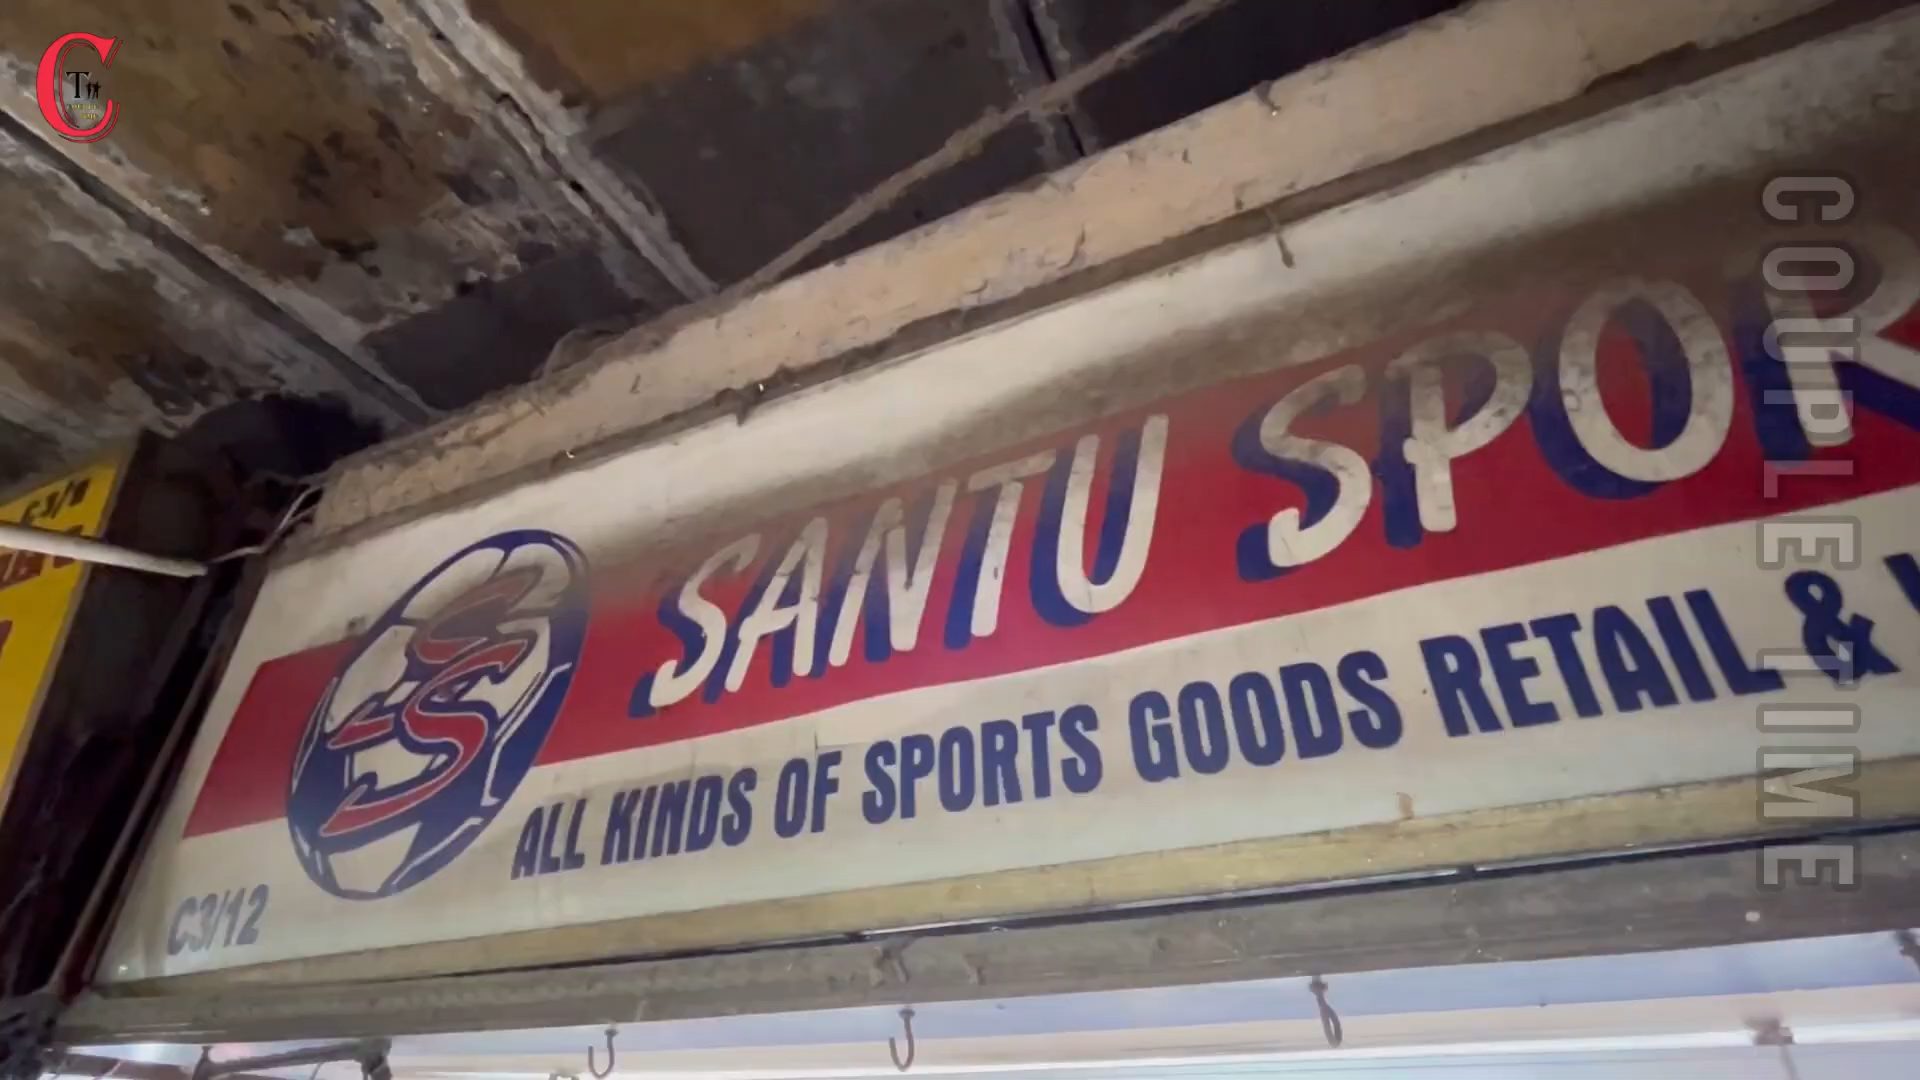 SANTU SPOR
ALL KINDS OF SPORTS GOODS RETAIL &
C3/12
COUPLE TIME